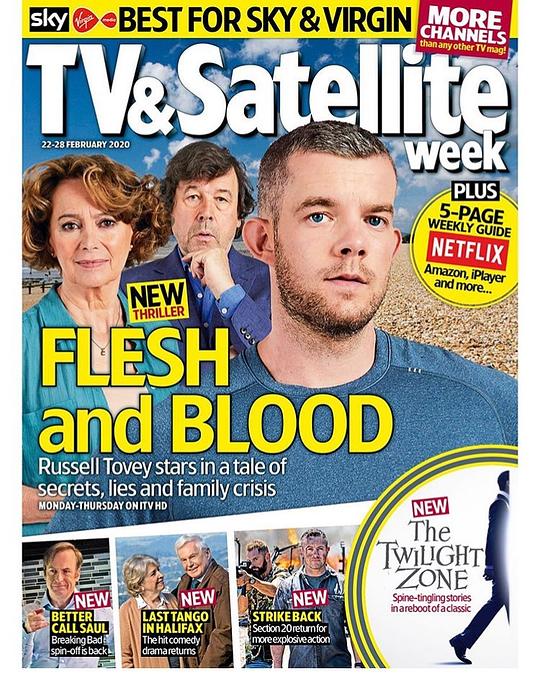 sky Virgin media BEST FOR SKY & VIRGIN
MORE
CHANNELS
than any other TV mag!
TV&Satellite
week
22-28 FEBRUARY 2020
PLUS
5-PAGE
WEEKLY GUIDE
NETFLIX
Amazon, iPlayer
and more...
NEW
THRILLER
FLESH
and BLOOD
Russell Tovey stars in a tale of
secrets, lies and family crisis
MONDAY-THURSDAY ON ITV HD
NEW
BETTER
CALL SAUL
Breaking Bad
spin-off is back
NEW
LAST TANGO
IN HALIFAX
The hit comedy
drama returns
NEW
STRIKE BACK
Section 20 return for
more explosive action
NEW
The
TWILIGHT
ZONE
Spine-tingling stories
in a reboot of a classic